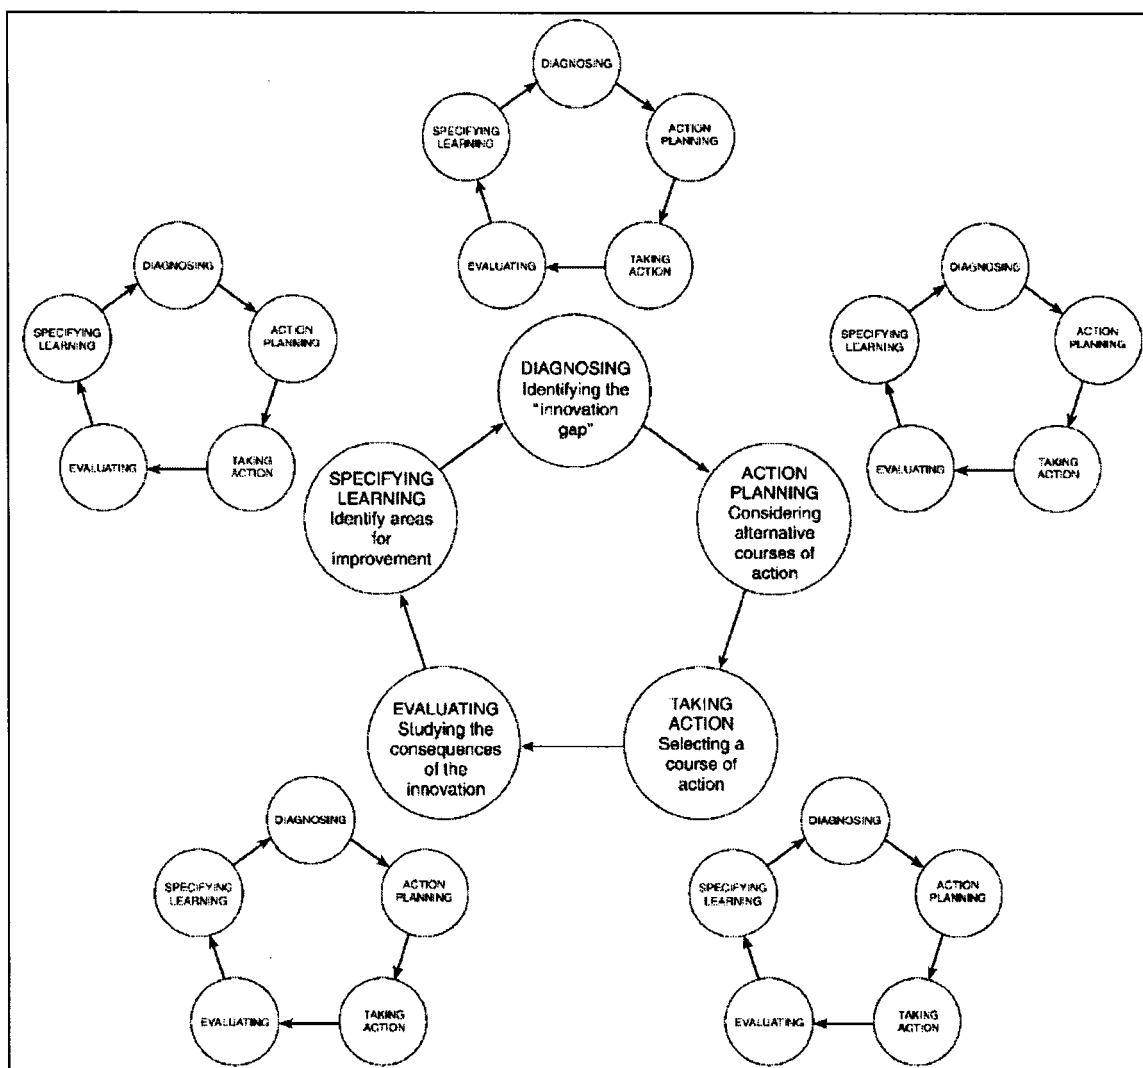 DIAGNOSING
ACTION
PLANNING
TAKING
ACTION
EVALUATING
SPECIFYING
LEARNING
DIAGNOSING
ACTION
PLANNING
TAKING
ACTION
EVALUATING
SPECIFYING
LEARNING
DIAGNOSING
ACTION
PLANNING
TAKING
ACTION
EVALUATING
SPECIFYING
LEARNING
DIAGNOSING
Identifying the
"innovation
gap"
ACTION
PLANNING
Considering
alternative
courses of
action
TAKING
ACTION
Selecting a
course of
action
EVALUATING
Studying the
consequences
of the
innovation
SPECIFYING
LEARNING
Identify areas
for
improvement
DIAGNOSING
ACTION
PLANNING
TAKING
ACTION
EVALUATING
SPECIFYING
LEARNING
DIAGNOSING
ACTION
PLANNING
TAKING
ACTION
EVALUATING
SPECIFYING
LEARNING